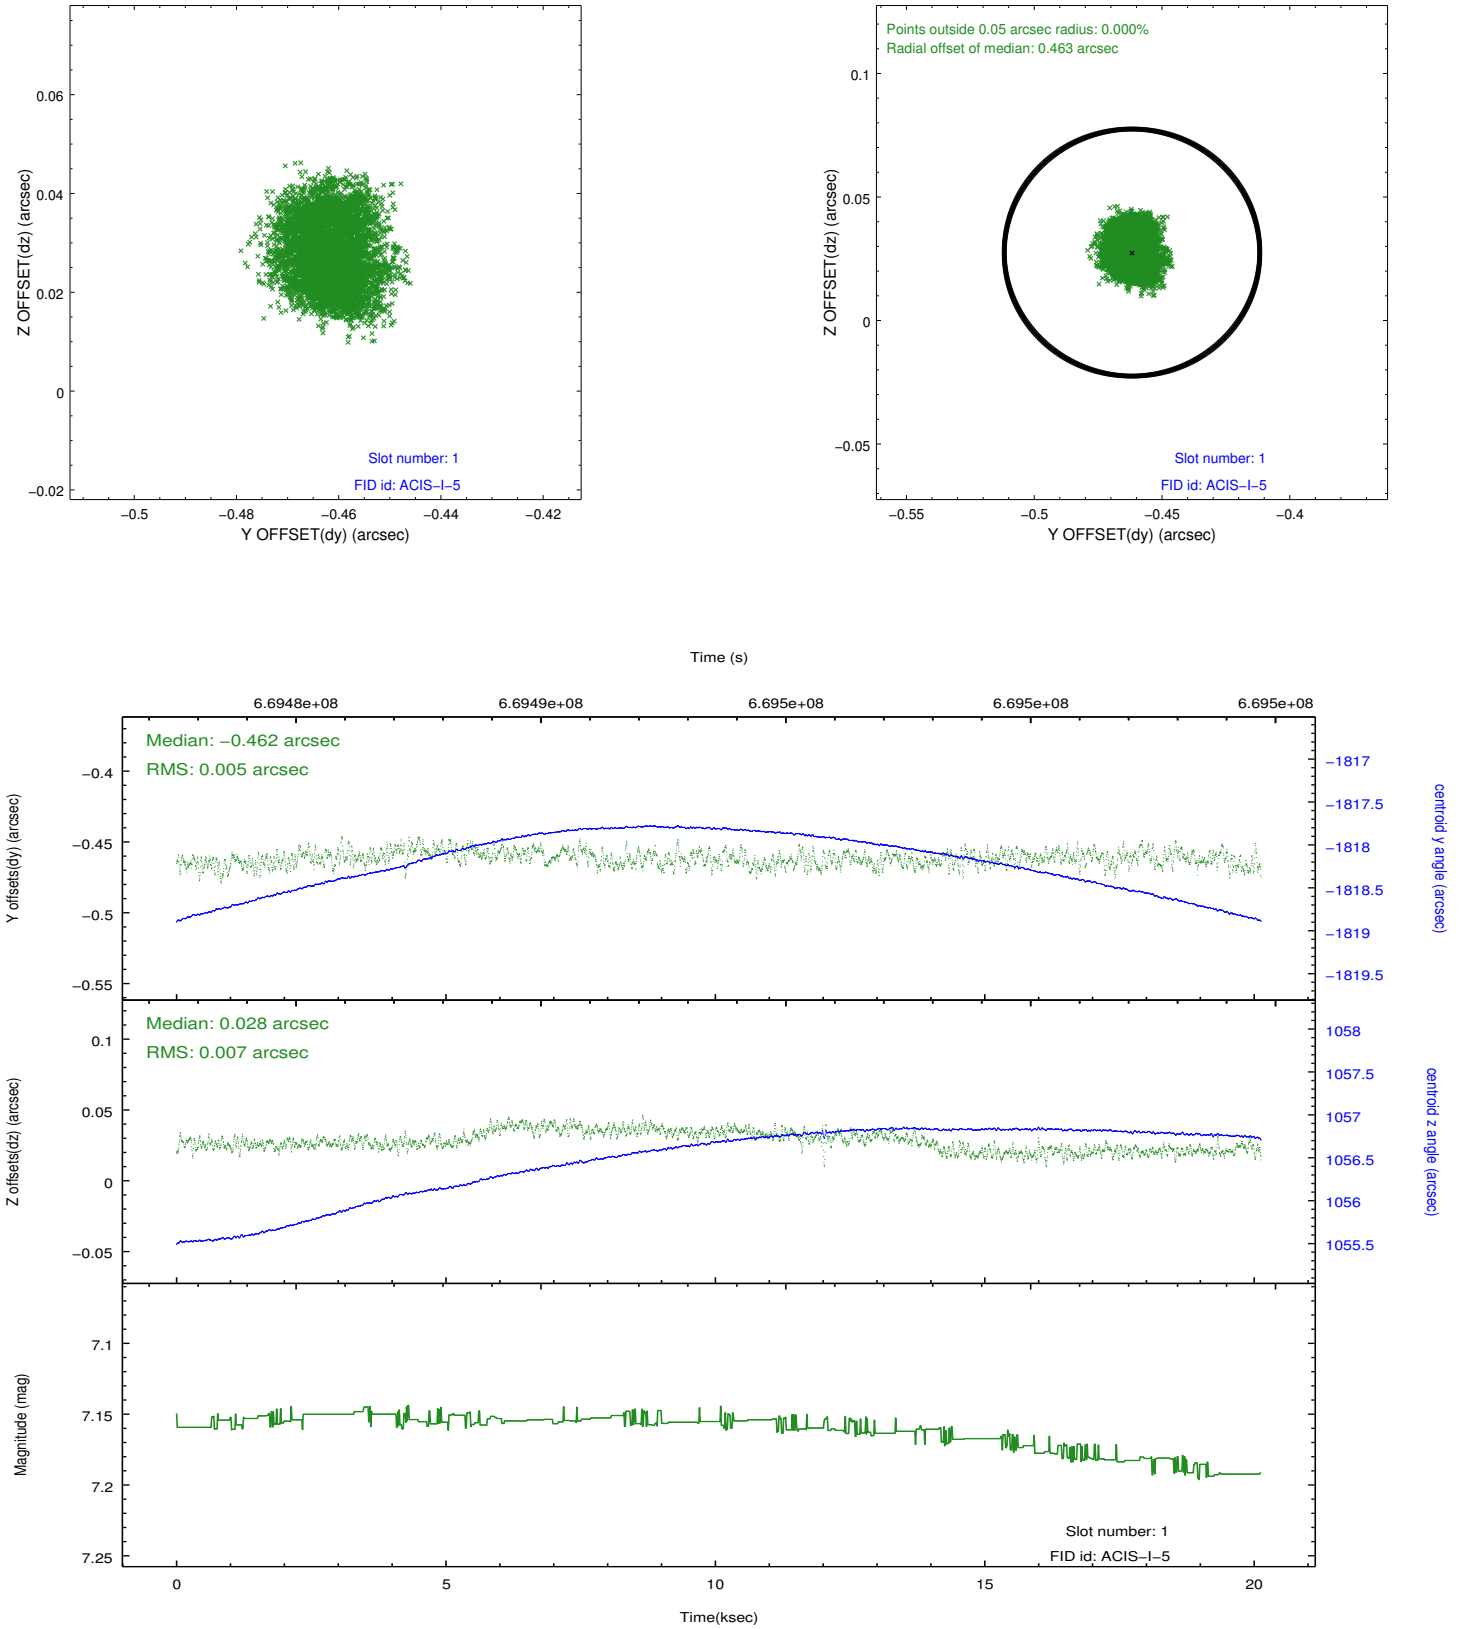 0.06
0.04
0.02
0
−0.02
Z OFFSET(dz) (arcsec)
Slot number: 1
FID id: ACIS−I−5
−0.5 −0.48 −0.46 −0.44 −0.42
Y OFFSET(dy) (arcsec)
Points outside 0.05 arcsec radius: 0.000%
Radial offset of median: 0.463 arcsec
0.1
0.05
0
−0.05
Z OFFSET(dz) (arcsec)
Slot number: 1
FID id: ACIS−I−5
−0.55 −0.5 −0.45 −0.4
Y OFFSET(dy) (arcsec)
Time (s)
6.6948e+08 6.6949e+08 6.695e+08 6.695e+08 6.695e+08
Median: −0.462 arcsec
RMS: 0.005 arcsec
−0.4
−0.45
−0.5
−0.55
Y offsets(dy) (arcsec)
−1817
−1817.5
−1818
−1818.5
−1819
−1819.5
centroid y angle (arcsec)
Median: 0.028 arcsec
RMS: 0.007 arcsec
0.1
0.05
0
−0.05
Z offsets(dz) (arcsec)
1058
1057.5
1057
1056.5
1056
1055.5
centroid z angle (arcsec)
7.1
7.15
7.2
7.25
Magnitude (mag)
Slot number: 1
FID id: ACIS−I−5
0 5 10 15 20
Time(ksec)